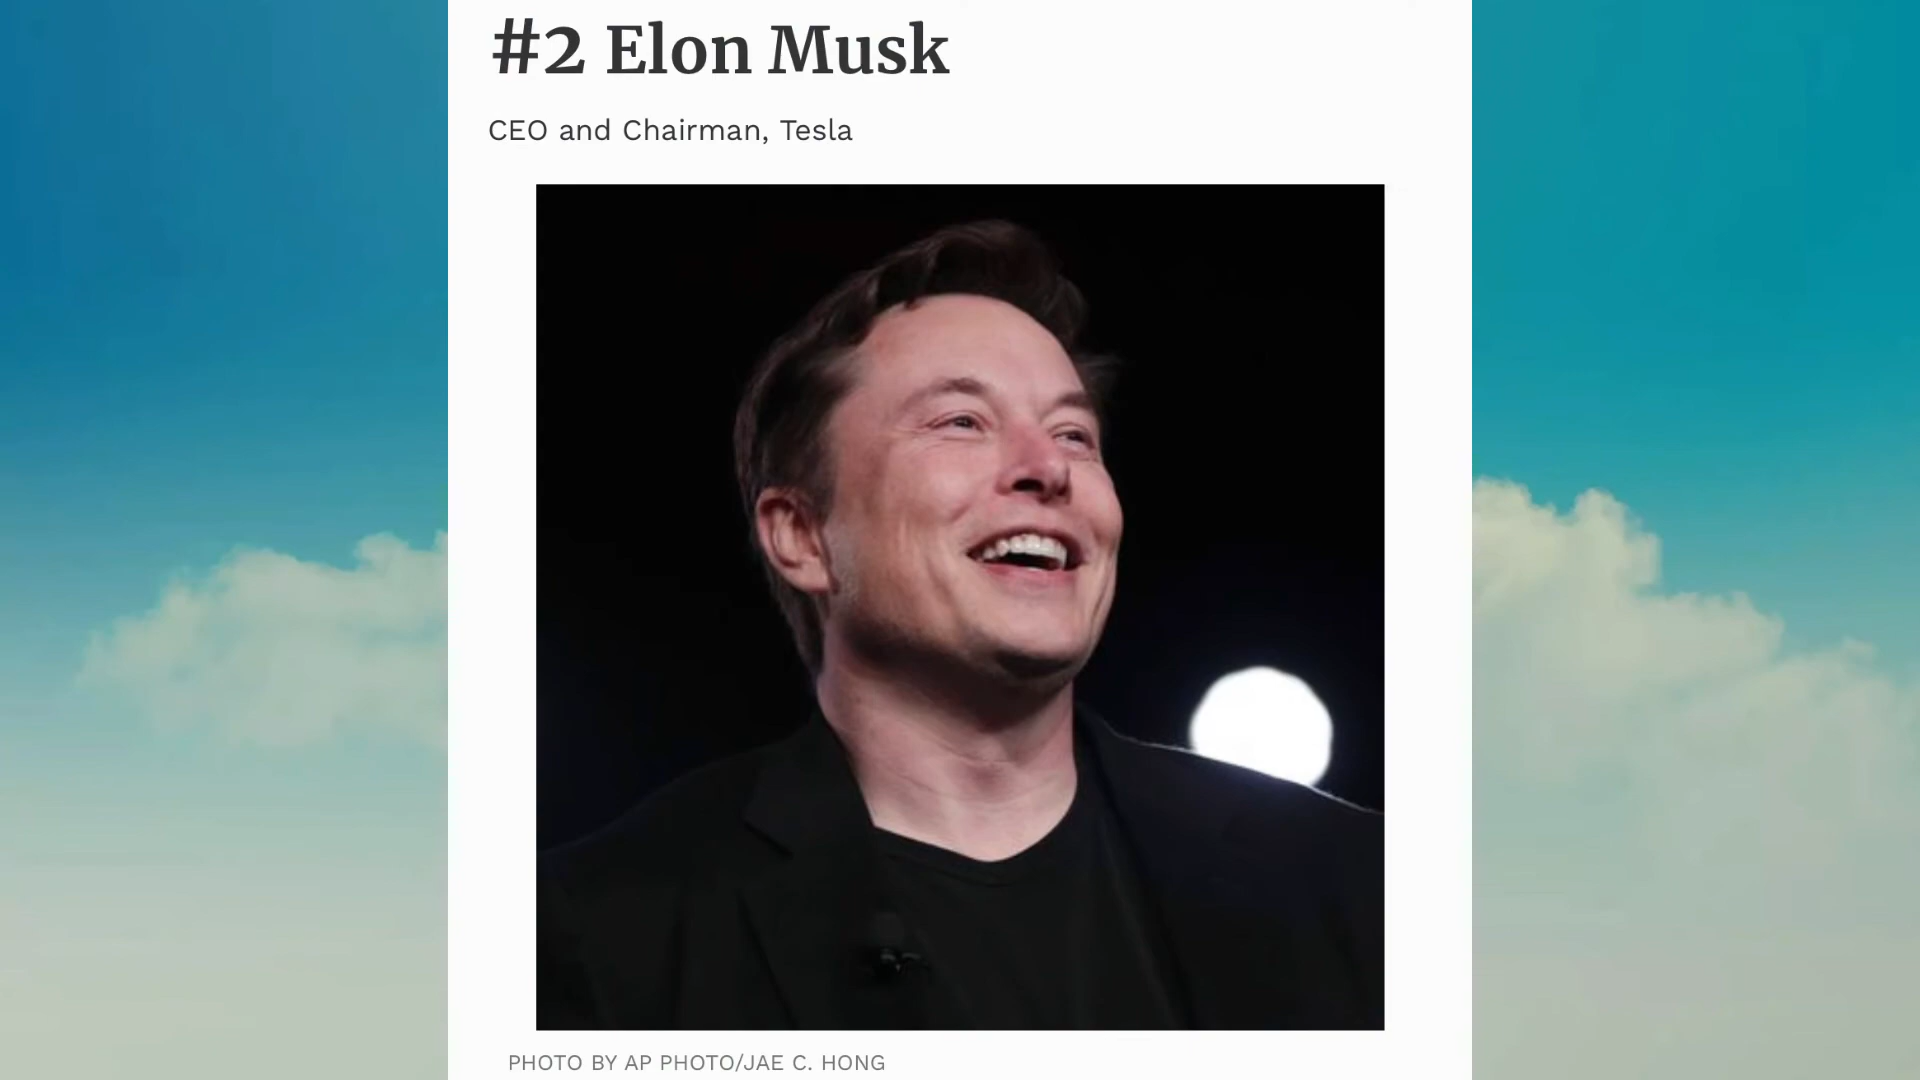 #2 Elon Musk
CEO and Chairman, Tesla
PHOTO BY AP PHOTO/JAE C. HONG